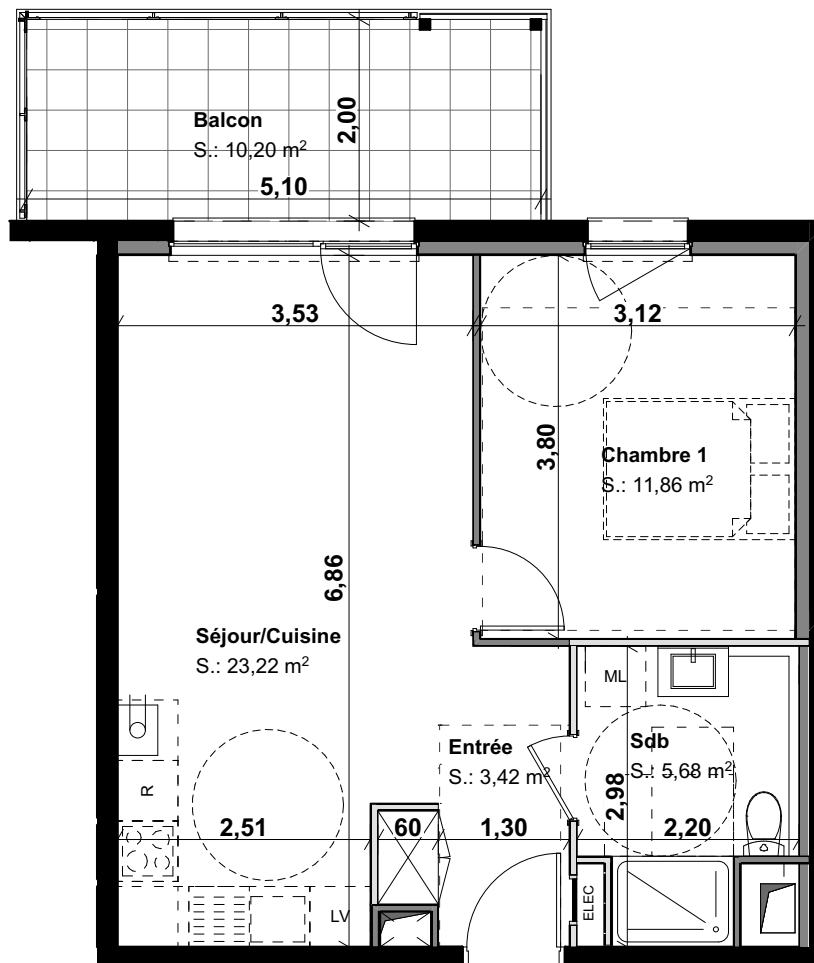 Balcon
S.: 10,20 m²
2,00
5,10
3,53
3,12
3,80
Chambre 1
S.: 11,86 m²
6,86
Séjour/Cuisine
S.: 23,22 m²
ML
Entrée
S.: 3,42 m²
Sdb
S.: 5,68 m²
R
2,98
2,51
60
1,30
2,20
ELEC
LV